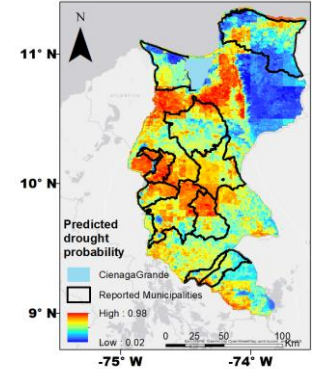 N
11° N
10° N
9° N
Predicted
drought
probability
CienagaGrande
Reported Municipalities
High : 0.98
Low : 0.02
0 25 50 100
Km
-75° W
-74° W